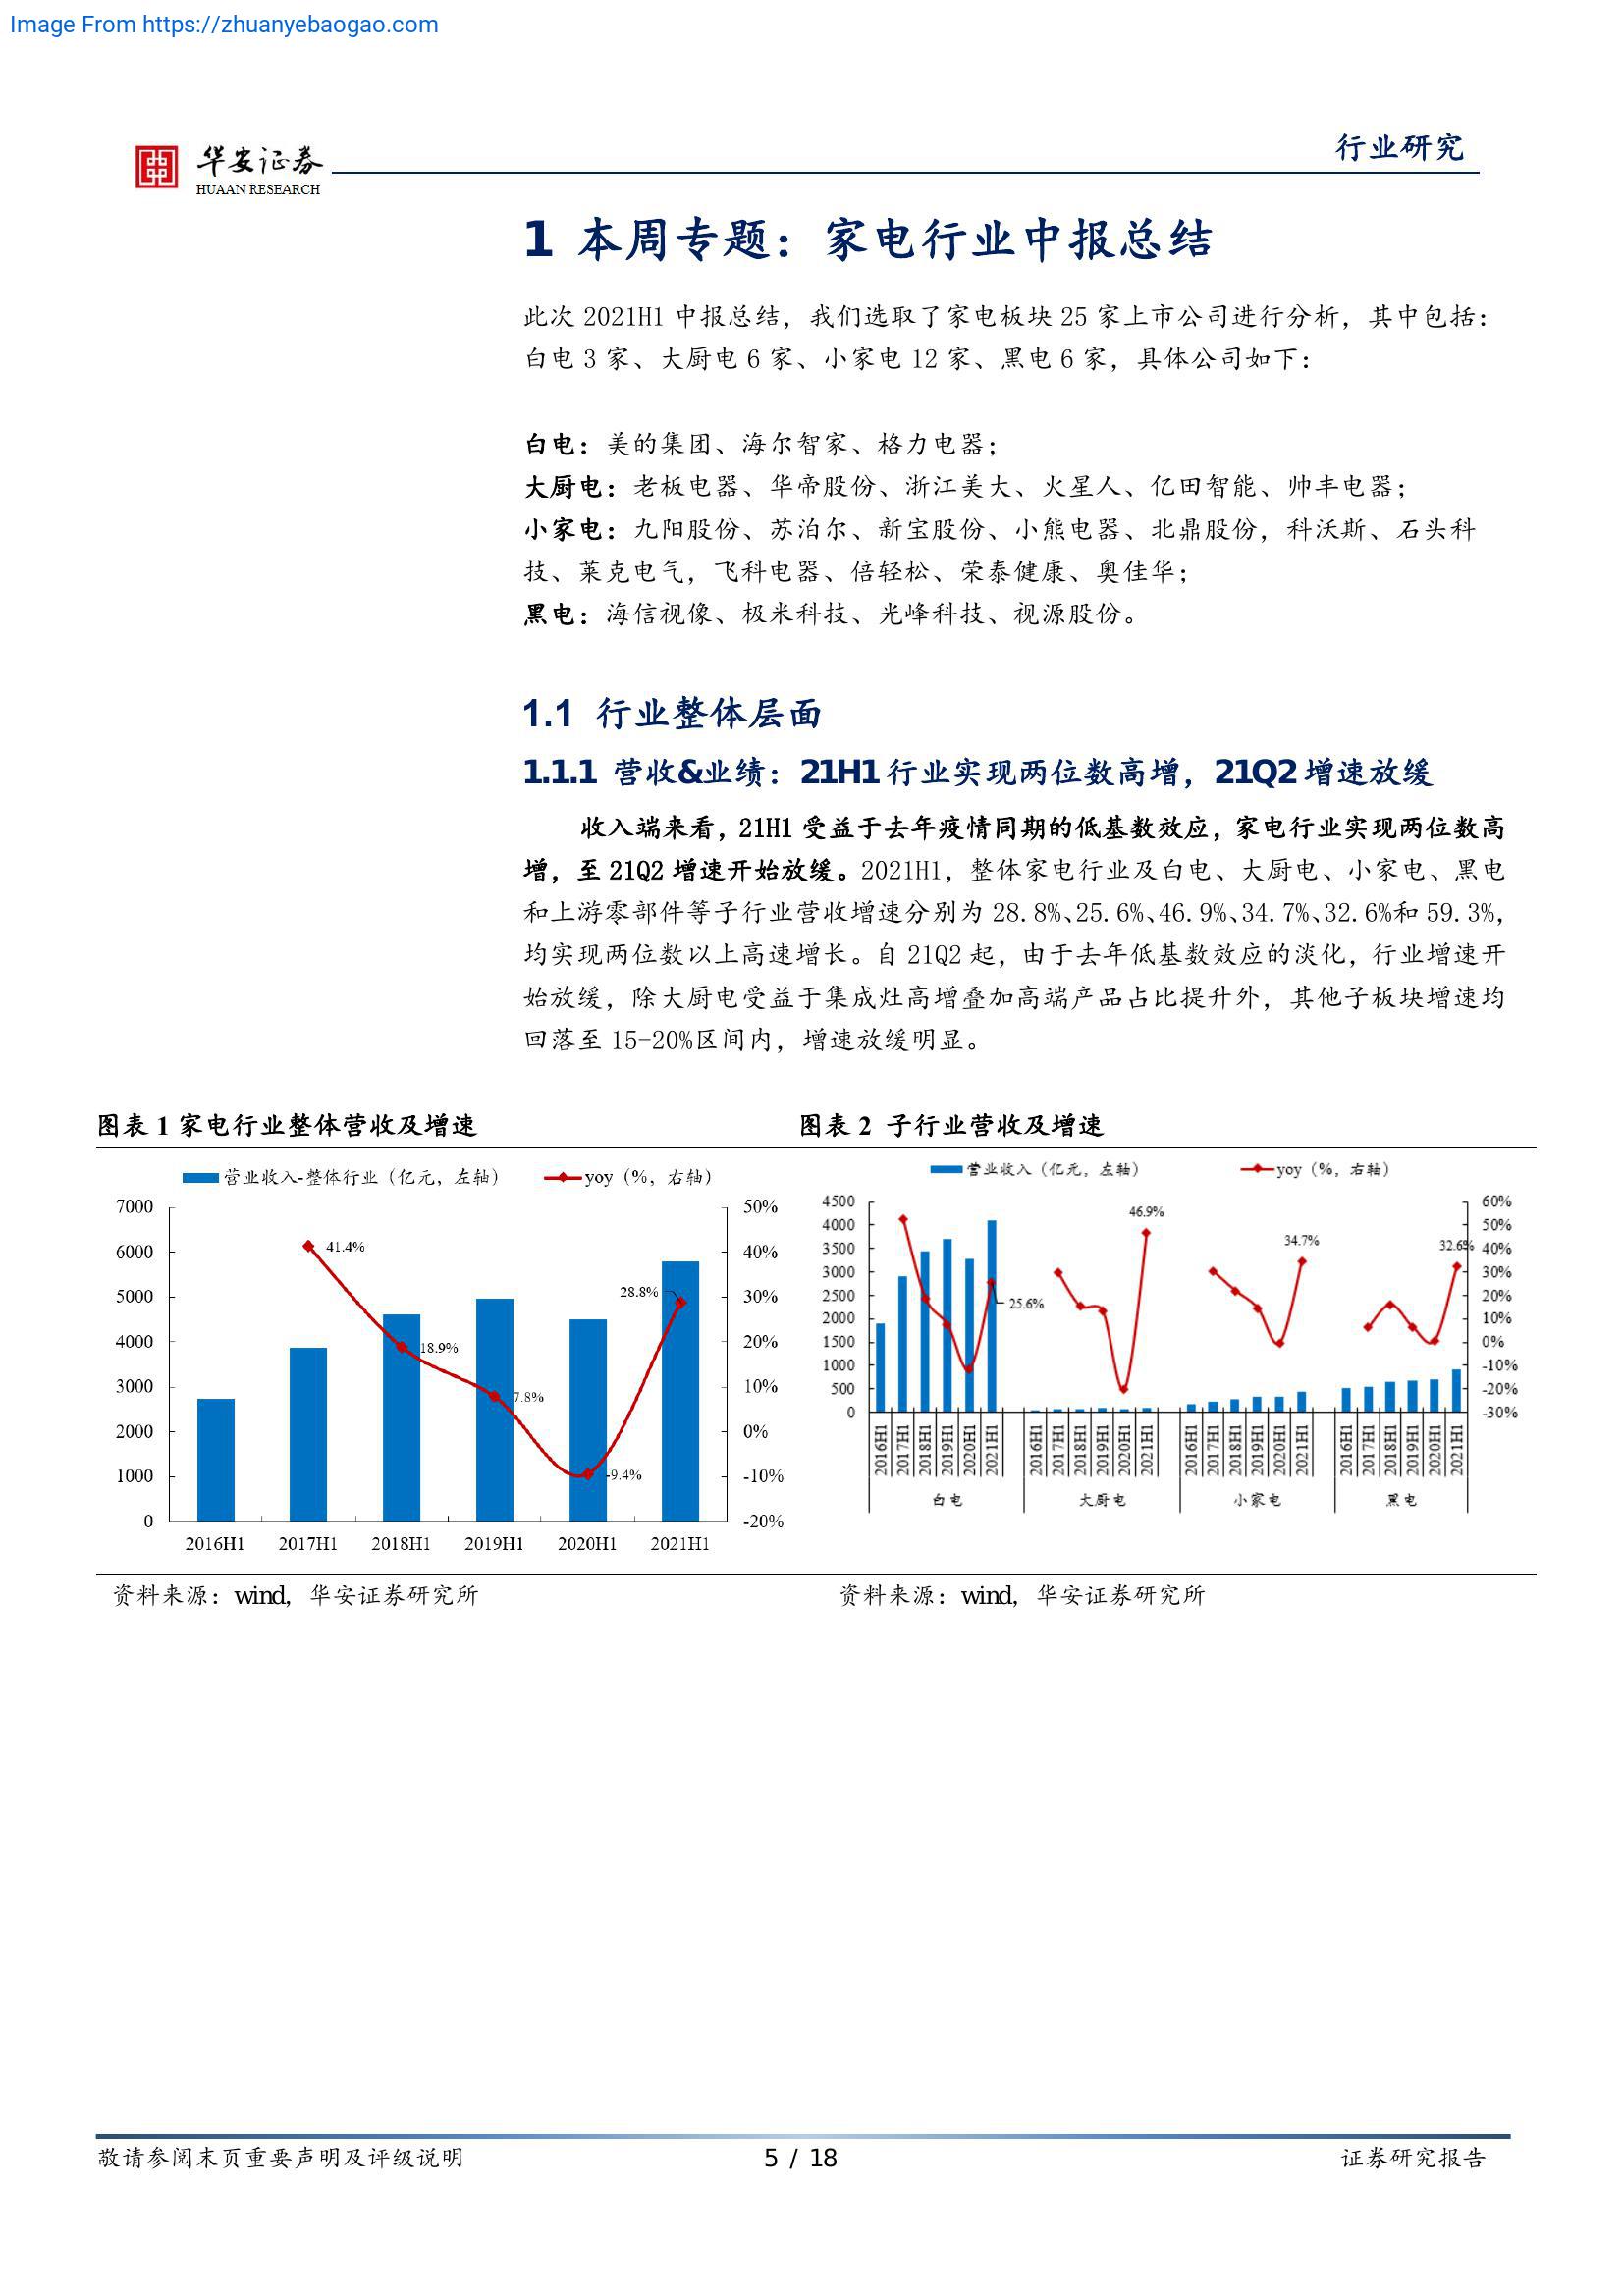 Image From https://zhuanyebaogao.com
华安证券
HUAAN RESEARCH
行业研究
1 本周专题：家电行业中报总结
此次 2021H1 中报总结，我们选取了家电板块 25 家上市公司进行分析，其中包括：
白电 3 家、大厨电 6 家、小家电 12 家、黑电 6 家，具体公司如下：
白电：美的集团、海尔智家、格力电器；
大厨电：老板电器、华帝股份、浙江美大、火星人、亿田智能、帅丰电器；
小家电：九阳股份、苏泊尔、新宝股份、小熊电器、北鼎股份，科沃斯、石头科
技、莱克电气，飞科电器、倍轻松、荣泰健康、奥佳华；
黑电：海信视像、极米科技、光峰科技、视源股份。
1.1 行业整体层面
1.1.1 营收&业绩：21H1 行业实现两位数高增，21Q2 增速放缓
收入端来看，21H1 受益于去年疫情同期的低基数效应，家电行业实现两位数高
增，至 21Q2 增速开始放缓。2021H1，整体家电行业及白电、大厨电、小家电、黑电
和上游零部件等子行业营收增速分别为 28.8%、25.6%、46.9%、34.7%、32.6%和 59.3%，
均实现两位数以上高速增长。自 21Q2 起，由于去年低基数效应的淡化，行业增速开
始放缓，除大厨电受益于集成灶高增叠加高端产品占比提升外，其他子板块增速均
回落至 15-20%区间内，增速放缓明显。
图表 1 家电行业整体营收及增速
营业收入-整体行业（亿元，左轴） yoy（%，右轴）
7000 50%
6000 40%
5000 30%
4000 20%
3000 10%
2000 0%
1000 -10%
0 -20%
41.4%
18.9%
7.8%
-9.4%
28.8%
2016H1 2017H1 2018H1 2019H1 2020H1 2021H1
资料来源：wind，华安证券研究所
图表 2 子行业营收及增速
营业收入（亿元，左轴） yoy（%，右轴）
4500 60%
4000 50%
3500 40%
3000 30%
2500 20%
2000 10%
1500 0%
1000 -10%
500 -20%
0 -30%
25.6%
46.9%
34.7%
32.6%
2016H1 2017H1 2018H1 2019H1 2020H1 2021H1 2016H1 2017H1 2018H1 2019H1 2020H1 2021H1 2016H1 2017H1 2018H1 2019H1 2020H1 2021H1 2016H1 2017H1 2018H1 2019H1 2020H1 2021H1
白电 大厨电 小家电 黑电
资料来源：wind，华安证券研究所
敬请参阅末页重要声明及评级说明 5 / 18 证券研究报告